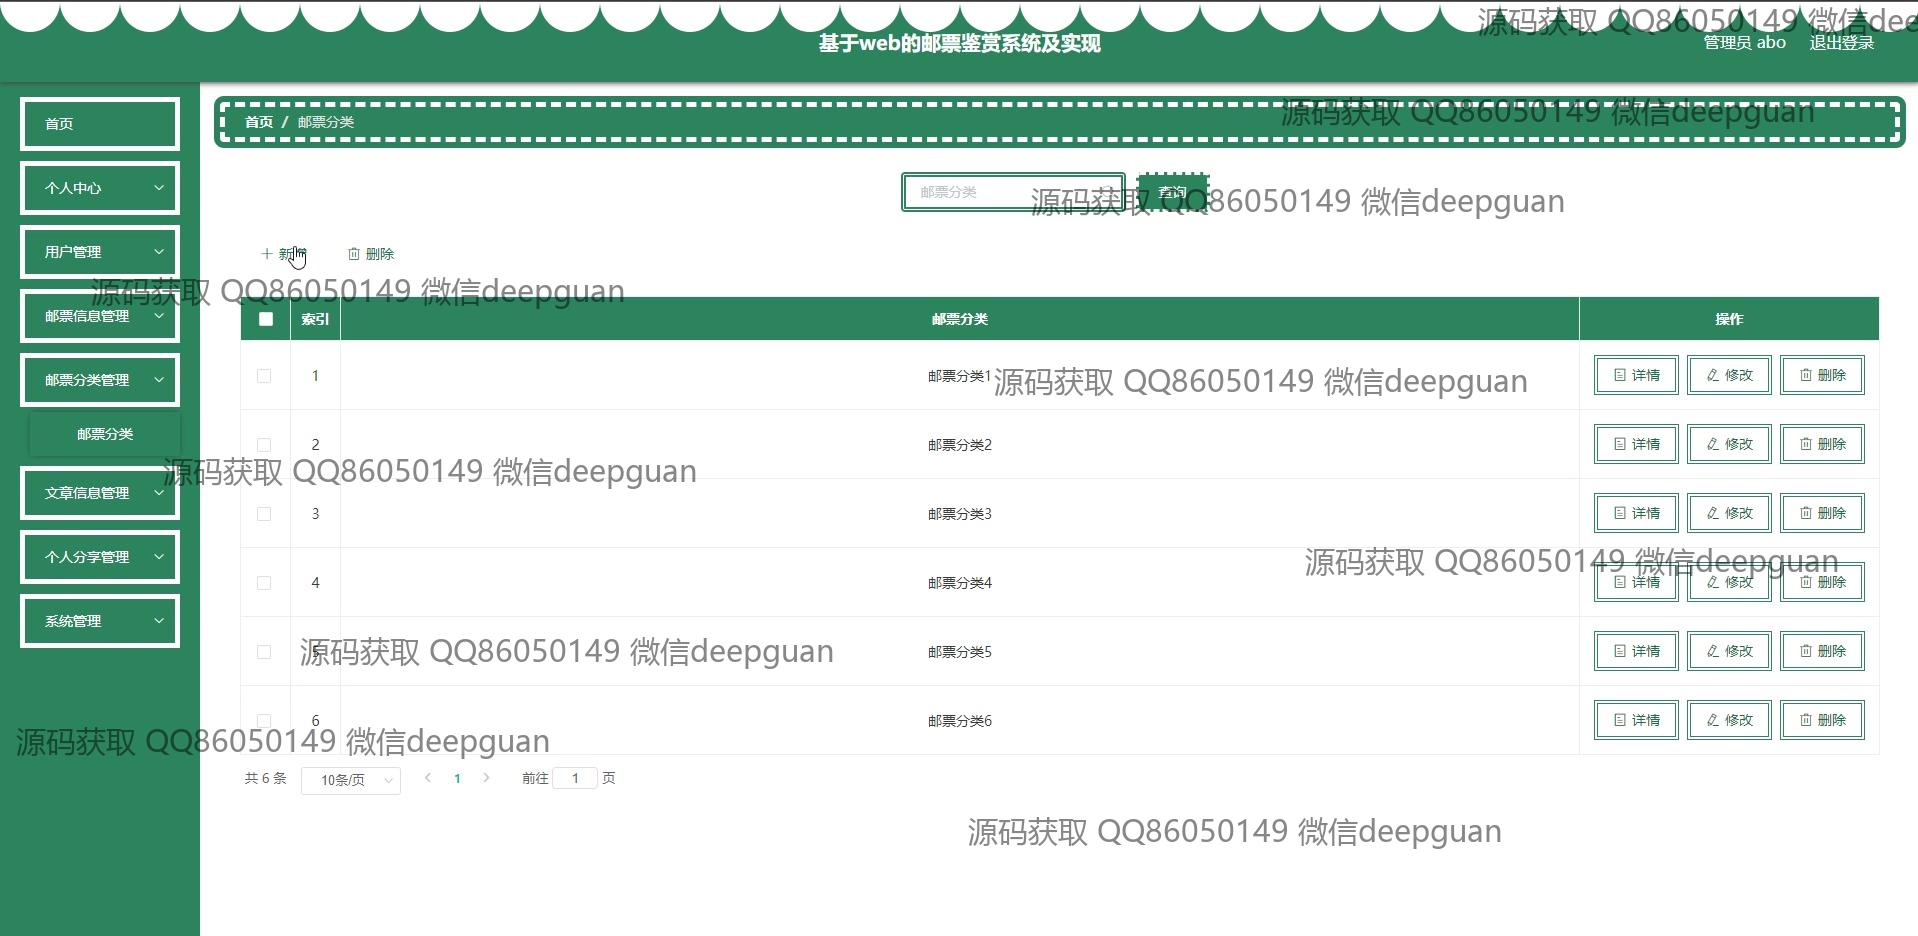 源码获取 QQ86050149 微信dee
基于web的邮票鉴赏系统及实现
管理员 abo 退出登录
首页
个人中心
用户管理
邮票信息管理
邮票分类管理
邮票分类
文章信息管理
个人分享管理
系统管理
首页 / 邮票分类
源码获取 QQ86050149 微信deepguan
邮票分类 查询
源码获取 QQ86050149 微信deepguan
新增 删除
源码获取 QQ86050149 微信deepguan
索引 邮票分类 操作
1 邮票分类1 详情 修改 删除
源码获取 QQ86050149 微信deepguan
2 邮票分类2 详情 修改 删除
源码获取 QQ86050149 微信deepguan
3 邮票分类3 详情 修改 删除
源码获取 QQ86050149 微信deepguan
4 邮票分类4 详情 修改 删除
5 邮票分类5 详情 修改 删除
源码获取 QQ86050149 微信deepguan
6 邮票分类6 详情 修改 删除
源码获取 QQ86050149 微信deepguan
共 6 条 10条/页 1 前往 1 页
源码获取 QQ86050149 微信deepguan